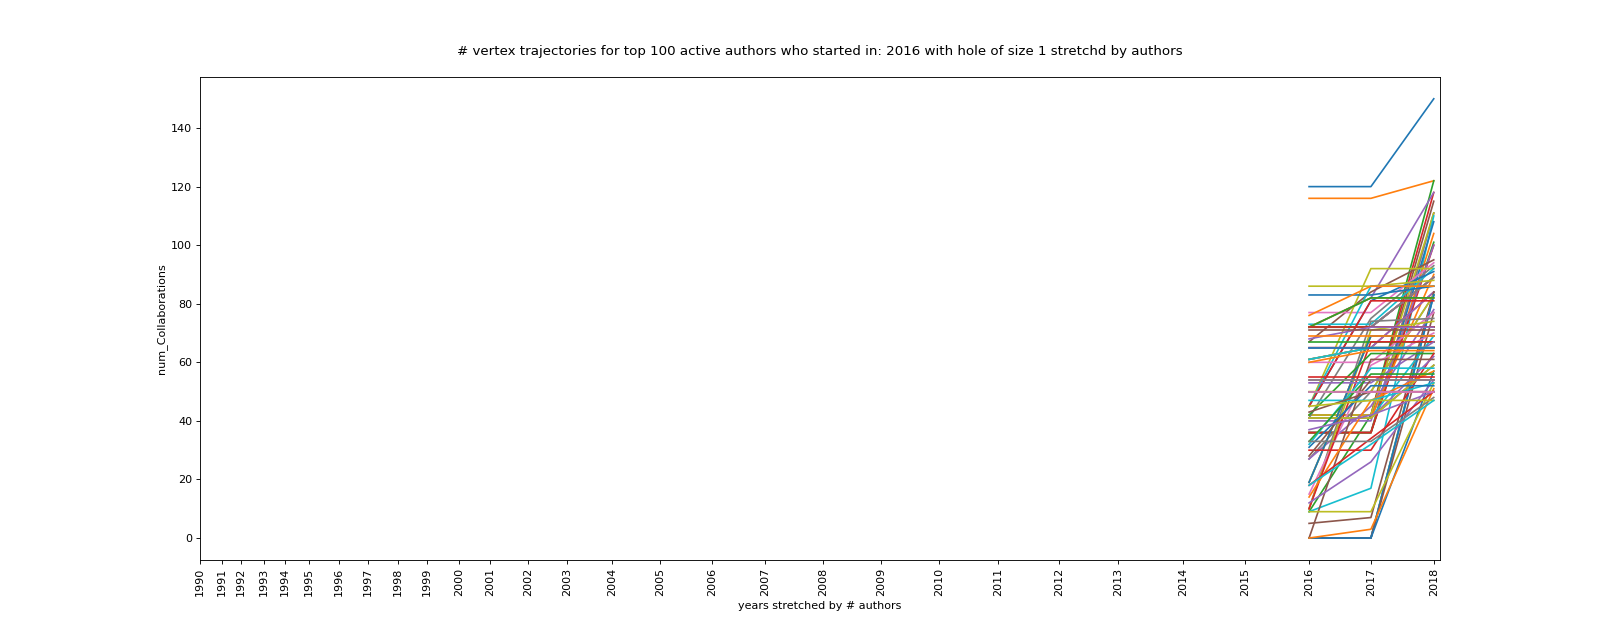 # vertex trajectories for top 100 active authors who started in: 2016 with hole of size 1 stretchd by authors
num_Collaborations
140
120
100
80
60
40
20
0
1990 1991 1992 1993 1994 1995 1996 1997 1998 1999 2000 2001 2002 2003 2004 2005 2006 2007 2008 2009 2010 2011 2012 2013 2014 2015 2016 2017 2018
years stretched by # authors